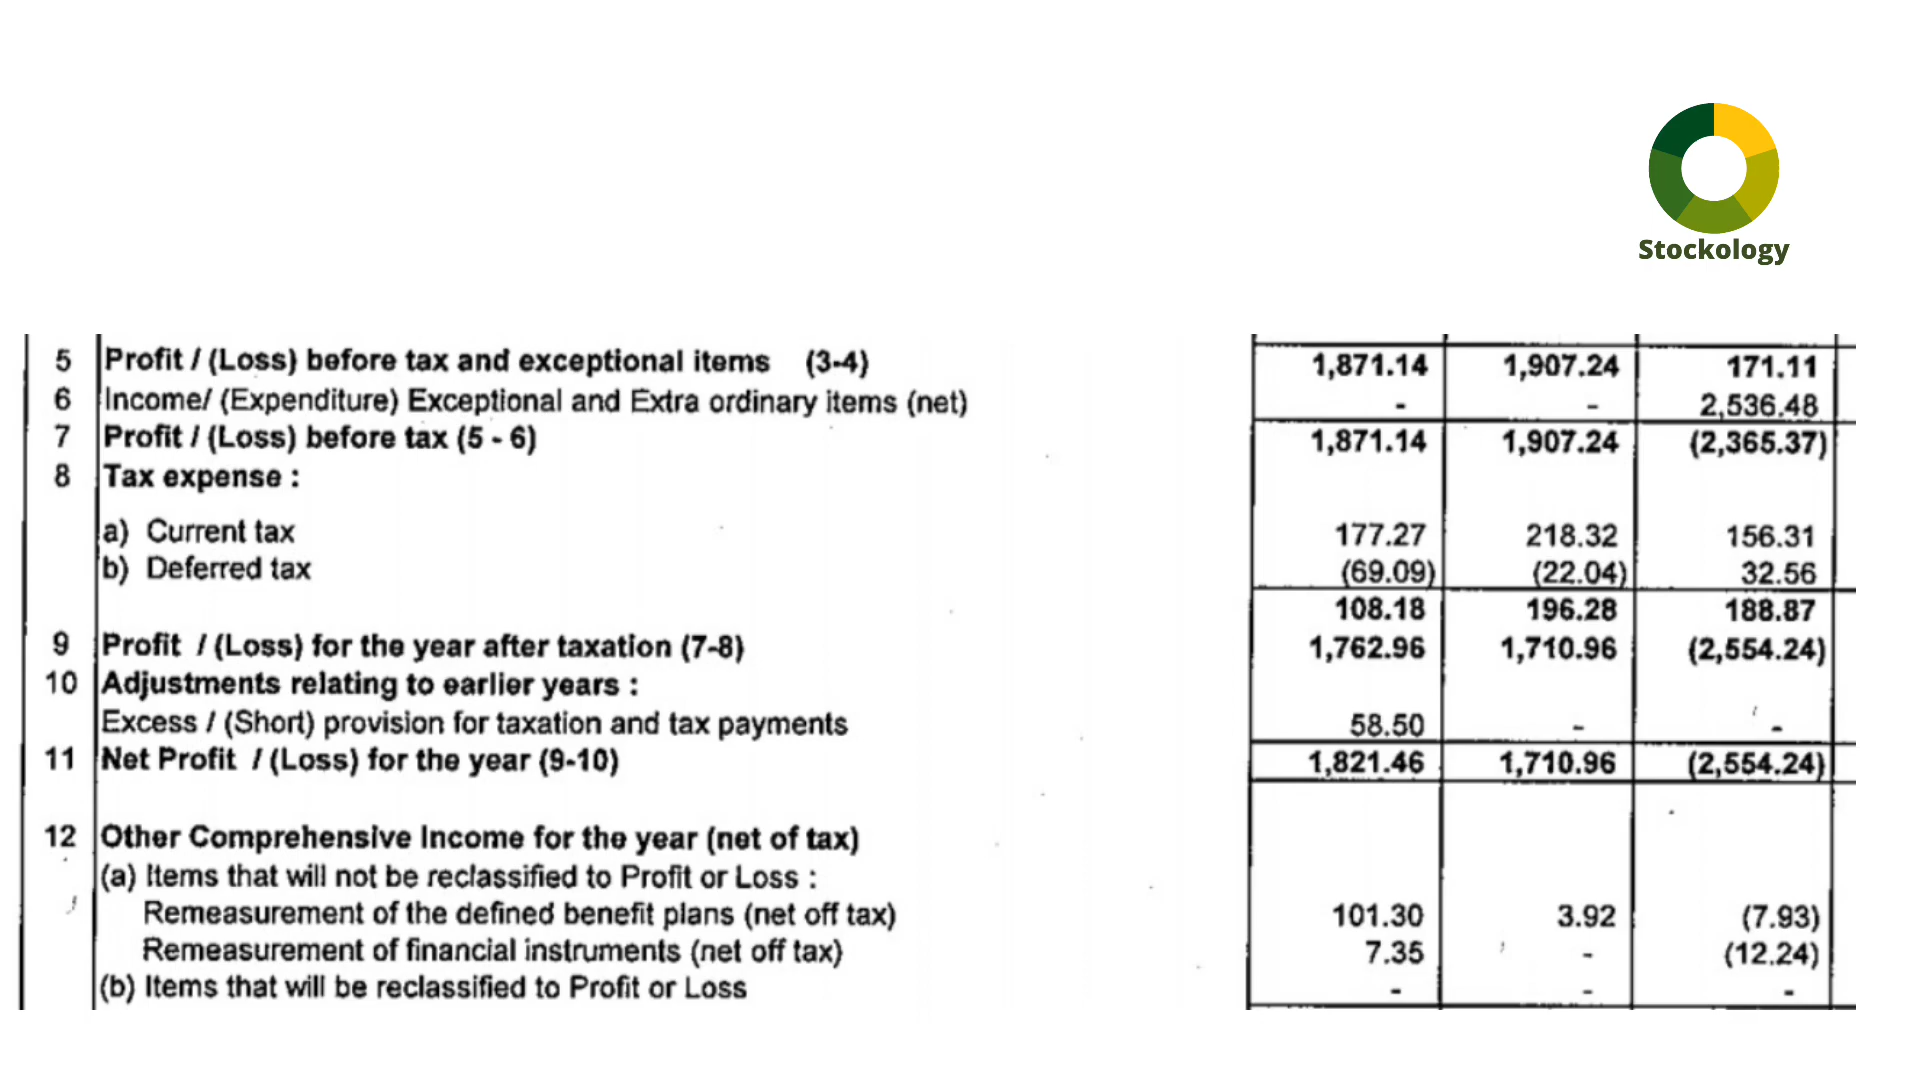 Stockology
5 Profit / (Loss) before tax and exceptional items (3-4) 1,871.14 1,907.24 171.11
6 Income/ (Expenditure) Exceptional and Extra ordinary items (net) - - 2,536.48
7 Profit / (Loss) before tax (5 - 6) 1,871.14 1,907.24 (2,365.37)
8 Tax expense :
a) Current tax 177.27 218.32 156.31
b) Deferred tax (69.09) (22.04) 32.56
108.18 196.28 188.87
9 Profit / (Loss) for the year after taxation (7-8) 1,762.96 1,710.96 (2,554.24)
10 Adjustments relating to earlier years :
Excess / (Short) provision for taxation and tax payments 58.50 - -
11 Net Profit / (Loss) for the year (9-10) 1,821.46 1,710.96 (2,554.24)
12 Other Comprehensive Income for the year (net of tax)
(a) Items that will not be reclassified to Profit or Loss :
Remeasurement of the defined benefit plans (net off tax) 101.30 3.92 (7.93)
Remeasurement of financial instruments (net off tax) 7.35 - (12.24)
(b) Items that will be reclassified to Profit or Loss - - -